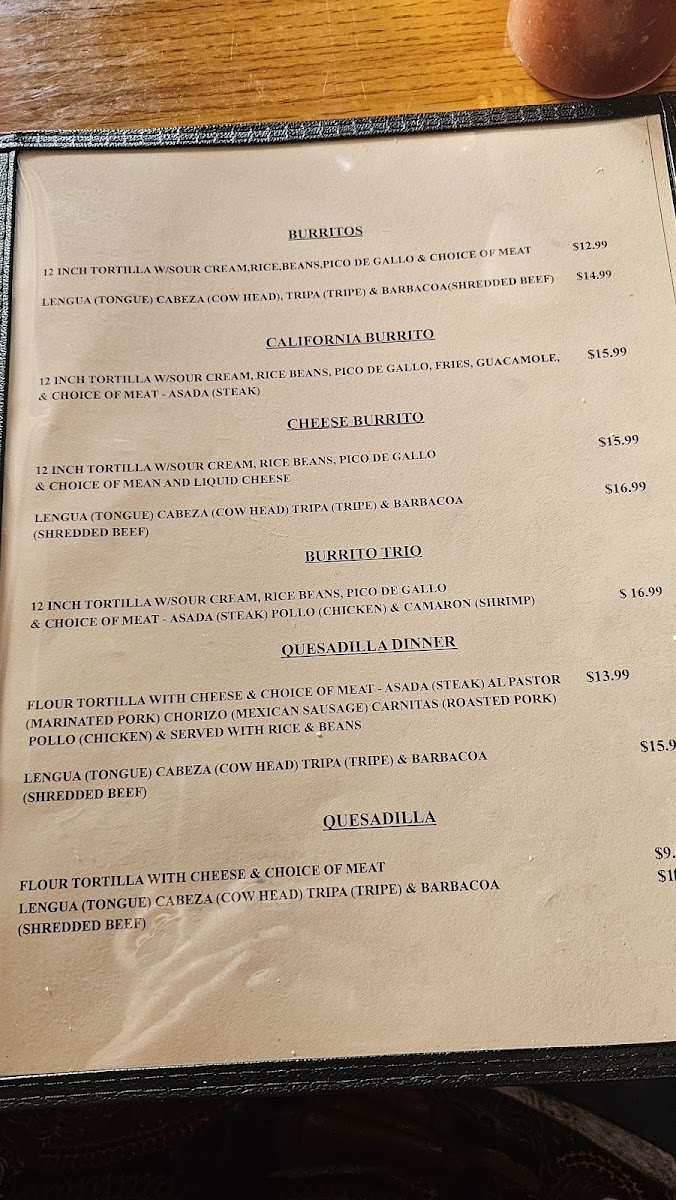 BURRITOS
12 INCH TORTILLA W/SOUR CREAM,RICE,BEANS,PICO DE GALLO & CHOICE OF MEAT $12.99
LENGUA (TONGUE) CABEZA (COW HEAD), TRIPA (TRIPE) & BARBACOA(SHREDDED BEEF) $14.99
CALIFORNIA BURRITO
12 INCH TORTILLA W/SOUR CREAM, RICE BEANS, PICO DE GALLO, FRIES, GUACAMOLE, $15.99
& CHOICE OF MEAT - ASADA (STEAK)
CHEESE BURRITO
12 INCH TORTILLA W/SOUR CREAM, RICE BEANS, PICO DE GALLO $15.99
& CHOICE OF MEAN AND LIQUID CHEESE
LENGUA (TONGUE) CABEZA (COW HEAD) TRIPA (TRIPE) & BARBACOA $16.99
(SHREDDED BEEF)
BURRITO TRIO
12 INCH TORTILLA W/SOUR CREAM, RICE BEANS, PICO DE GALLO $ 16.99
& CHOICE OF MEAT - ASADA (STEAK) POLLO (CHICKEN) & CAMARON (SHRIMP)
QUESADILLA DINNER
FLOUR TORTILLA WITH CHEESE & CHOICE OF MEAT - ASADA (STEAK) AL PASTOR $13.99
(MARINATED PORK) CHORIZO (MEXICAN SAUSAGE) CARNITAS (ROASTED PORK)
POLLO (CHICKEN) & SERVED WITH RICE & BEANS
LENGUA (TONGUE) CABEZA (COW HEAD) TRIPA (TRIPE) & BARBACOA $15.9
(SHREDDED BEEF)
QUESADILLA
FLOUR TORTILLA WITH CHEESE & CHOICE OF MEAT $9.
LENGUA (TONGUE) CABEZA (COW HEAD) TRIPA (TRIPE) & BARBACOA
(SHREDDED BEEF)